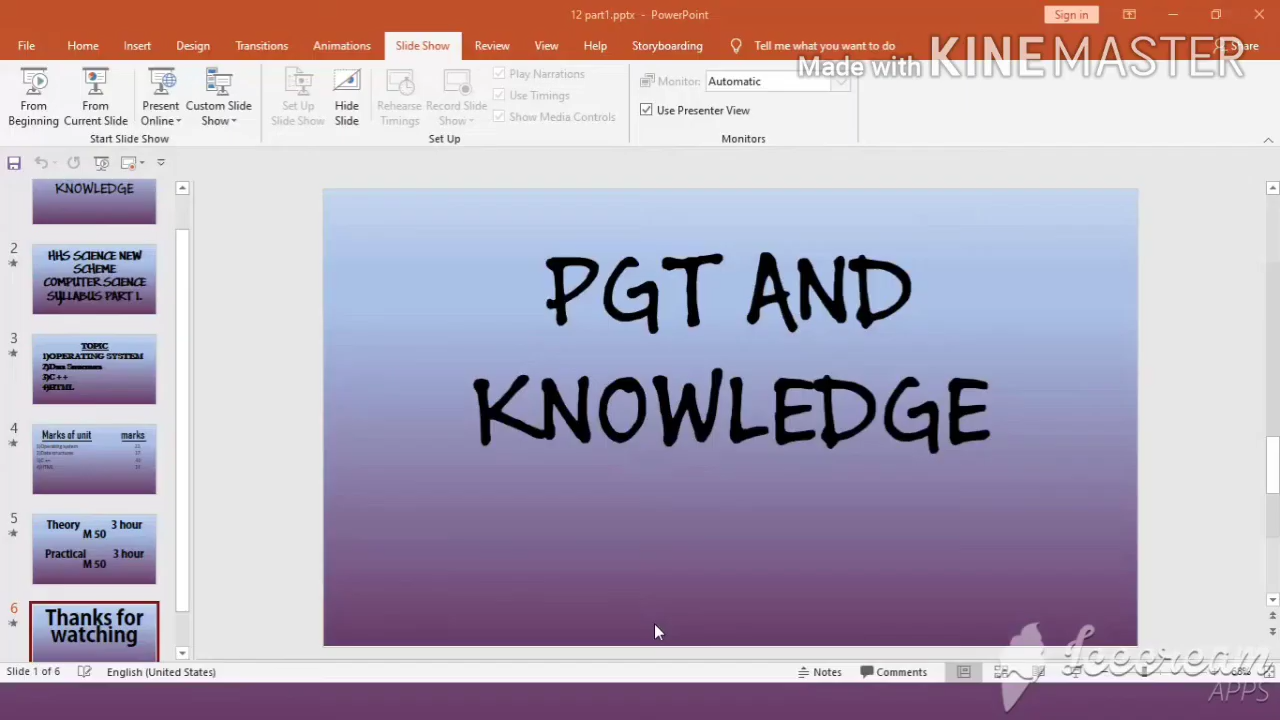 12 part1.pptx - PowerPoint
Sign in
File Home Insert Design Transitions Animations Slide Show Review View Help Storyboarding Tell me what you want to do Share
Made with KINEMASTER
From Beginning
From Current Slide
Present Online
Custom Slide Show
Set Up Slide Show
Hide Slide
Rehearse Timings
Record Slide Show
Play Narrations
Use Timings
Show Media Controls
Monitor: Automatic
Use Presenter View
Start Slide Show
Set Up
Monitors
KNOWLEDGE
2
HHS SCIENCE NEW
SCHEME
COMPUTER SCIENCE
SYLLABUS PART 1.
3
TOPIC
1)OPERATING SYSTEM
2)Data Structures
3)C++
4)HTML
4
Marks of unit marks
5
Theory 3 hour
M 50
Practical 3 hour
M 50
6
Thanks for
watching
PGT AND
KNOWLEDGE
Slide 1 of 6
English (United States)
Notes
Comments
68%
Icecream
APPS